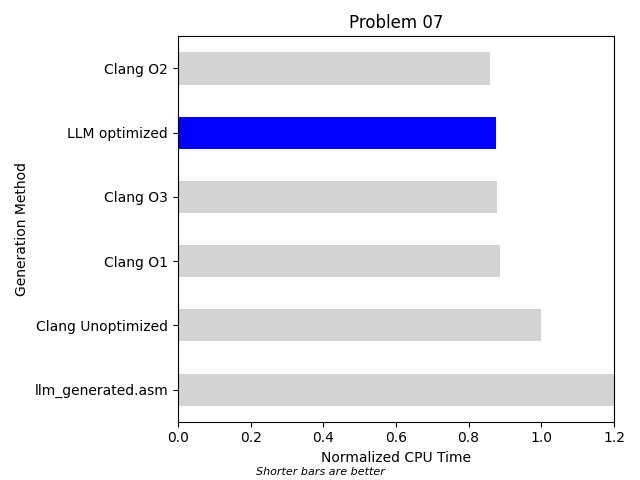 Problem 07
Clang O2
LLM optimized
Clang O3
Clang O1
Clang Unoptimized
llm_generated.asm
Generation Method
0.0 0.2 0.4 0.6 0.8 1.0 1.2
Normalized CPU Time
Shorter bars are better